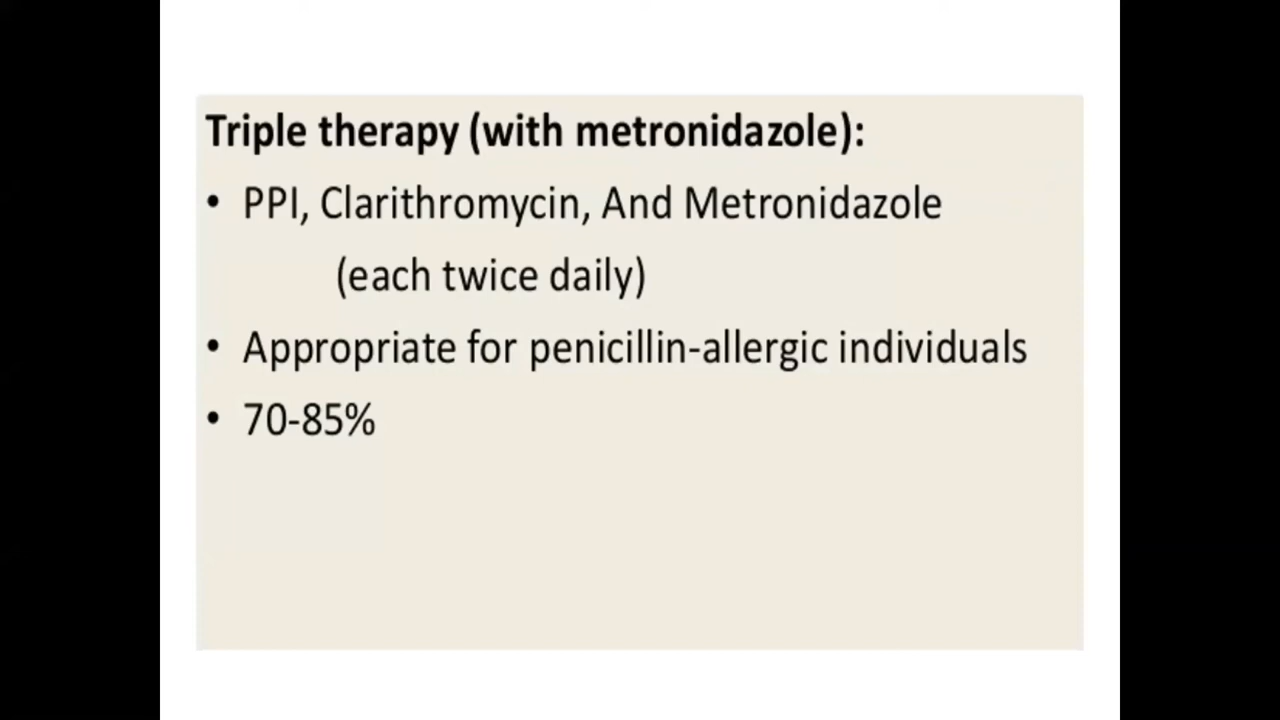 Triple therapy (with metronidazole):
• PPI, Clarithromycin, And Metronidazole
(each twice daily)
• Appropriate for penicillin-allergic individuals
• 70-85%